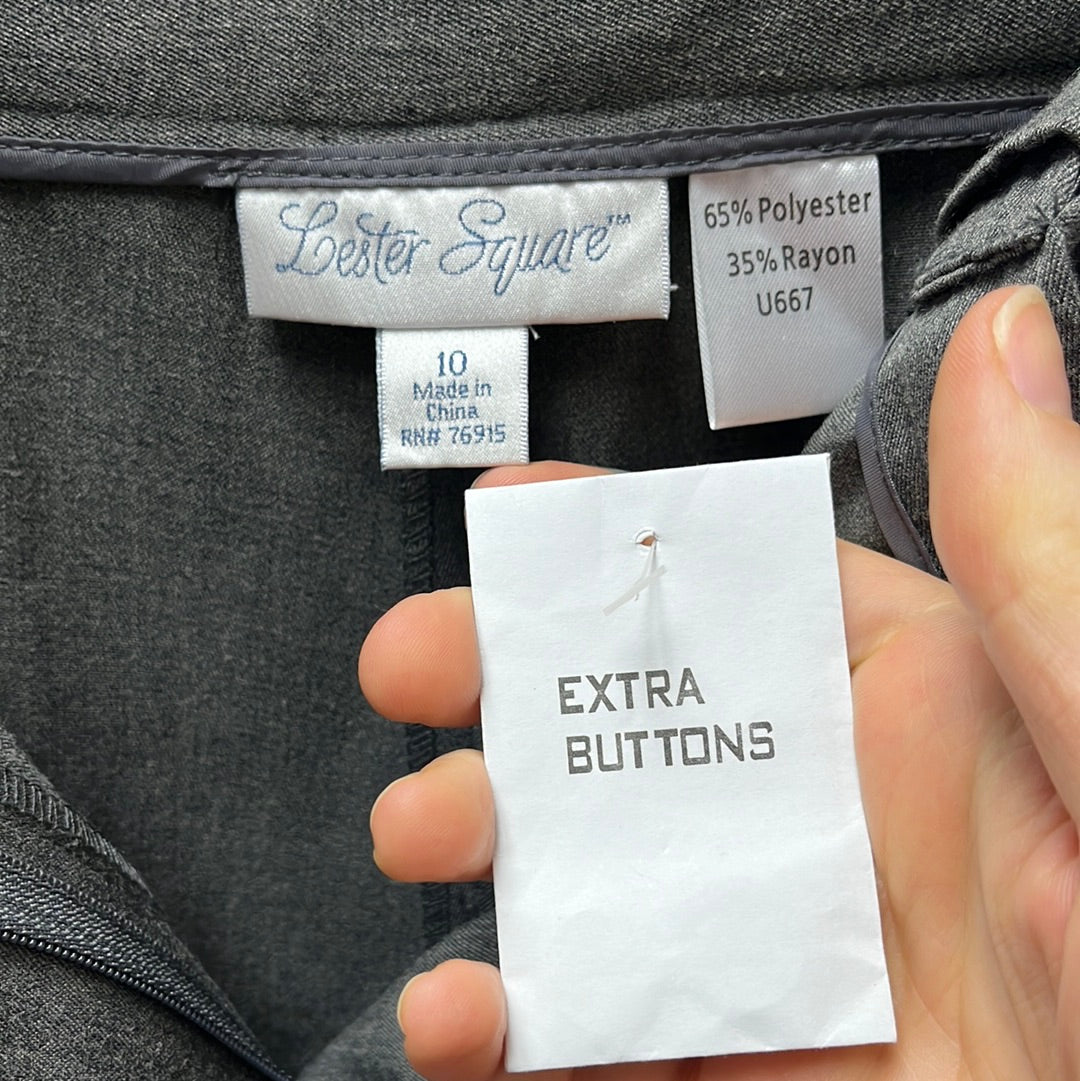 Lester Square™
65% Polyester
35% Rayon
U667
10
Made in
China
RN# 76915
EXTRA
BUTTONS